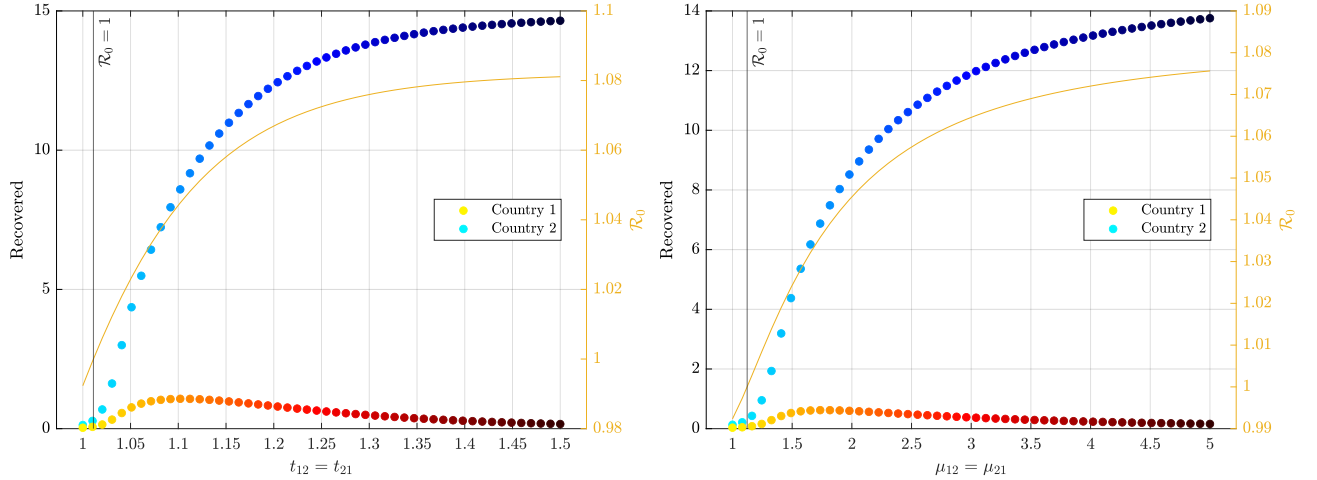 15
10
5
0
Recovered
1.1
1.08
1.06
1.04
1.02
1
0.98
ℛ₀
ℛ₀ = 1
Country 1
Country 2
1 1.05 1.1 1.15 1.2 1.25 1.3 1.35 1.4 1.45 1.5
t₁₂ = t₂₁
14
12
10
8
6
4
2
0
Recovered
1.09
1.08
1.07
1.06
1.05
1.04
1.03
1.02
1.01
1
0.99
ℛ₀
ℛ₀ = 1
Country 1
Country 2
1 1.5 2 2.5 3 3.5 4 4.5 5
μ₁₂ = μ₂₁